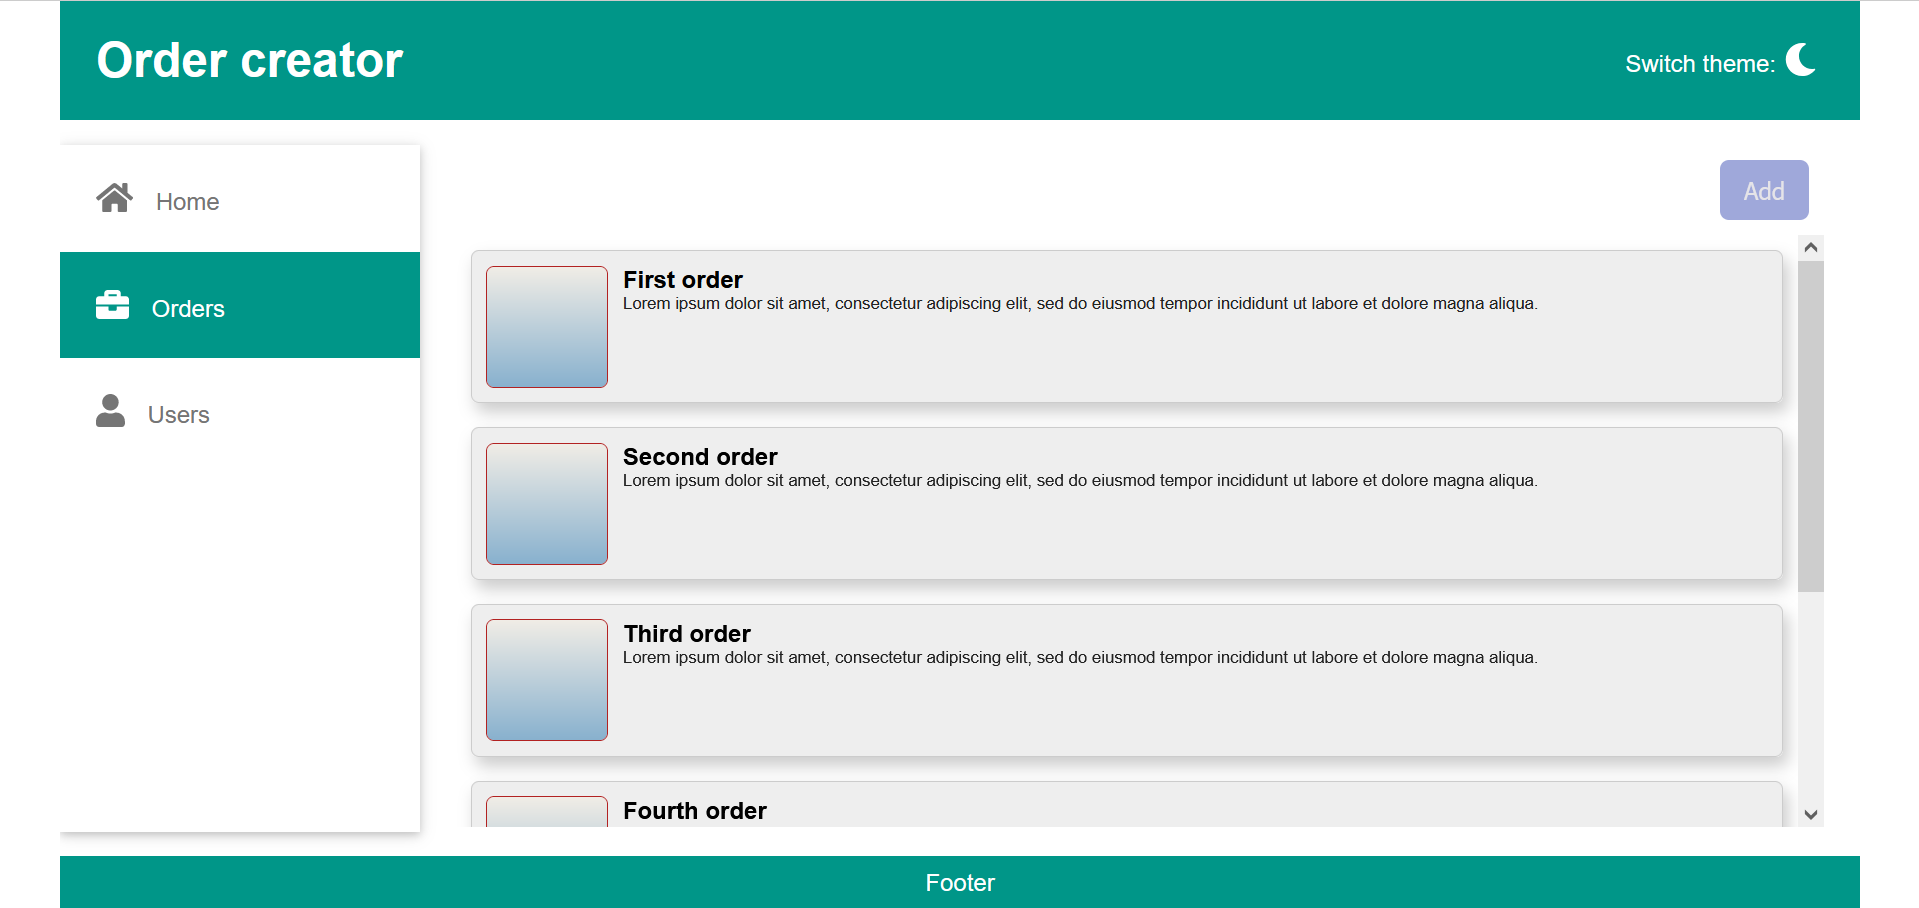 Order creator
Switch theme:
Home
Orders
Users
Add
First order
Lorem ipsum dolor sit amet, consectetur adipiscing elit, sed do eiusmod tempor incididunt ut labore et dolore magna aliqua.
Second order
Lorem ipsum dolor sit amet, consectetur adipiscing elit, sed do eiusmod tempor incididunt ut labore et dolore magna aliqua.
Third order
Lorem ipsum dolor sit amet, consectetur adipiscing elit, sed do eiusmod tempor incididunt ut labore et dolore magna aliqua.
Fourth order
Footer